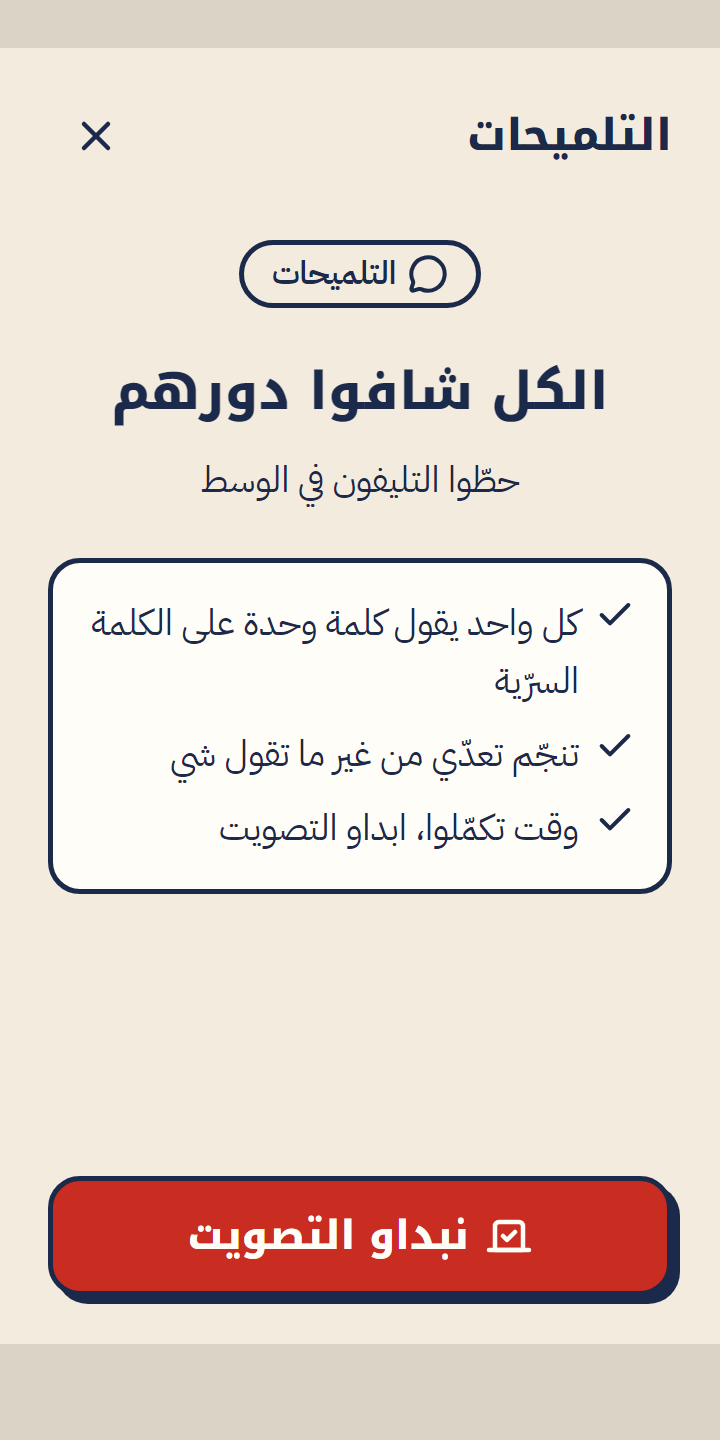 التلميحات
التلميحات
الكل شافوا دورهم
حطّوا التليفون في الوسط
كل واحد يقول كلمة وحدة على الكلمة
السرّية
تنجّم تعدّي من غير ما تقول شي
وقت تكمّلوا، ابداو التصويت
نبداو التصويت